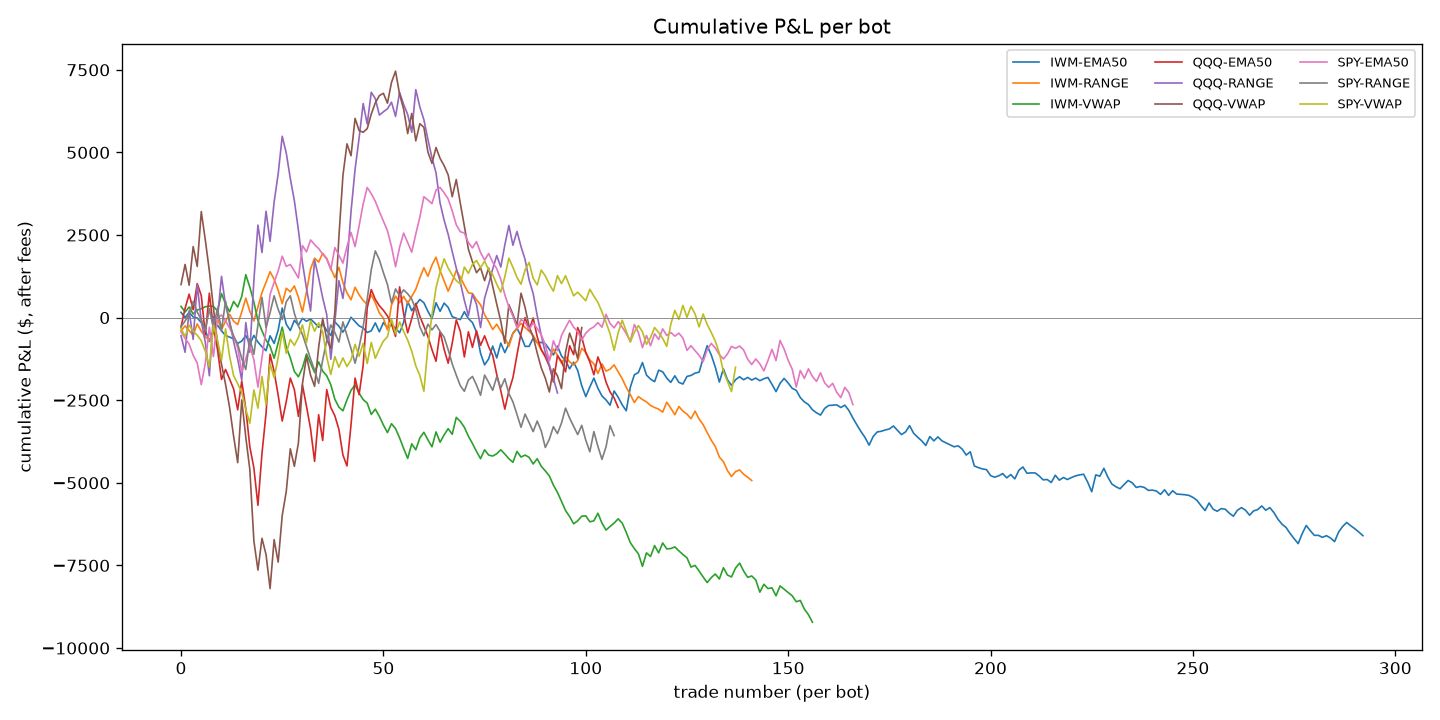 Cumulative P&L per bot
IWM-EMA50 QQQ-EMA50 SPY-EMA50
IWM-RANGE QQQ-RANGE SPY-RANGE
IWM-VWAP QQQ-VWAP SPY-VWAP
cumulative P&L ($, after fees)
7500
5000
2500
0
−2500
−5000
−7500
−10000
0 50 100 150 200 250 300
trade number (per bot)